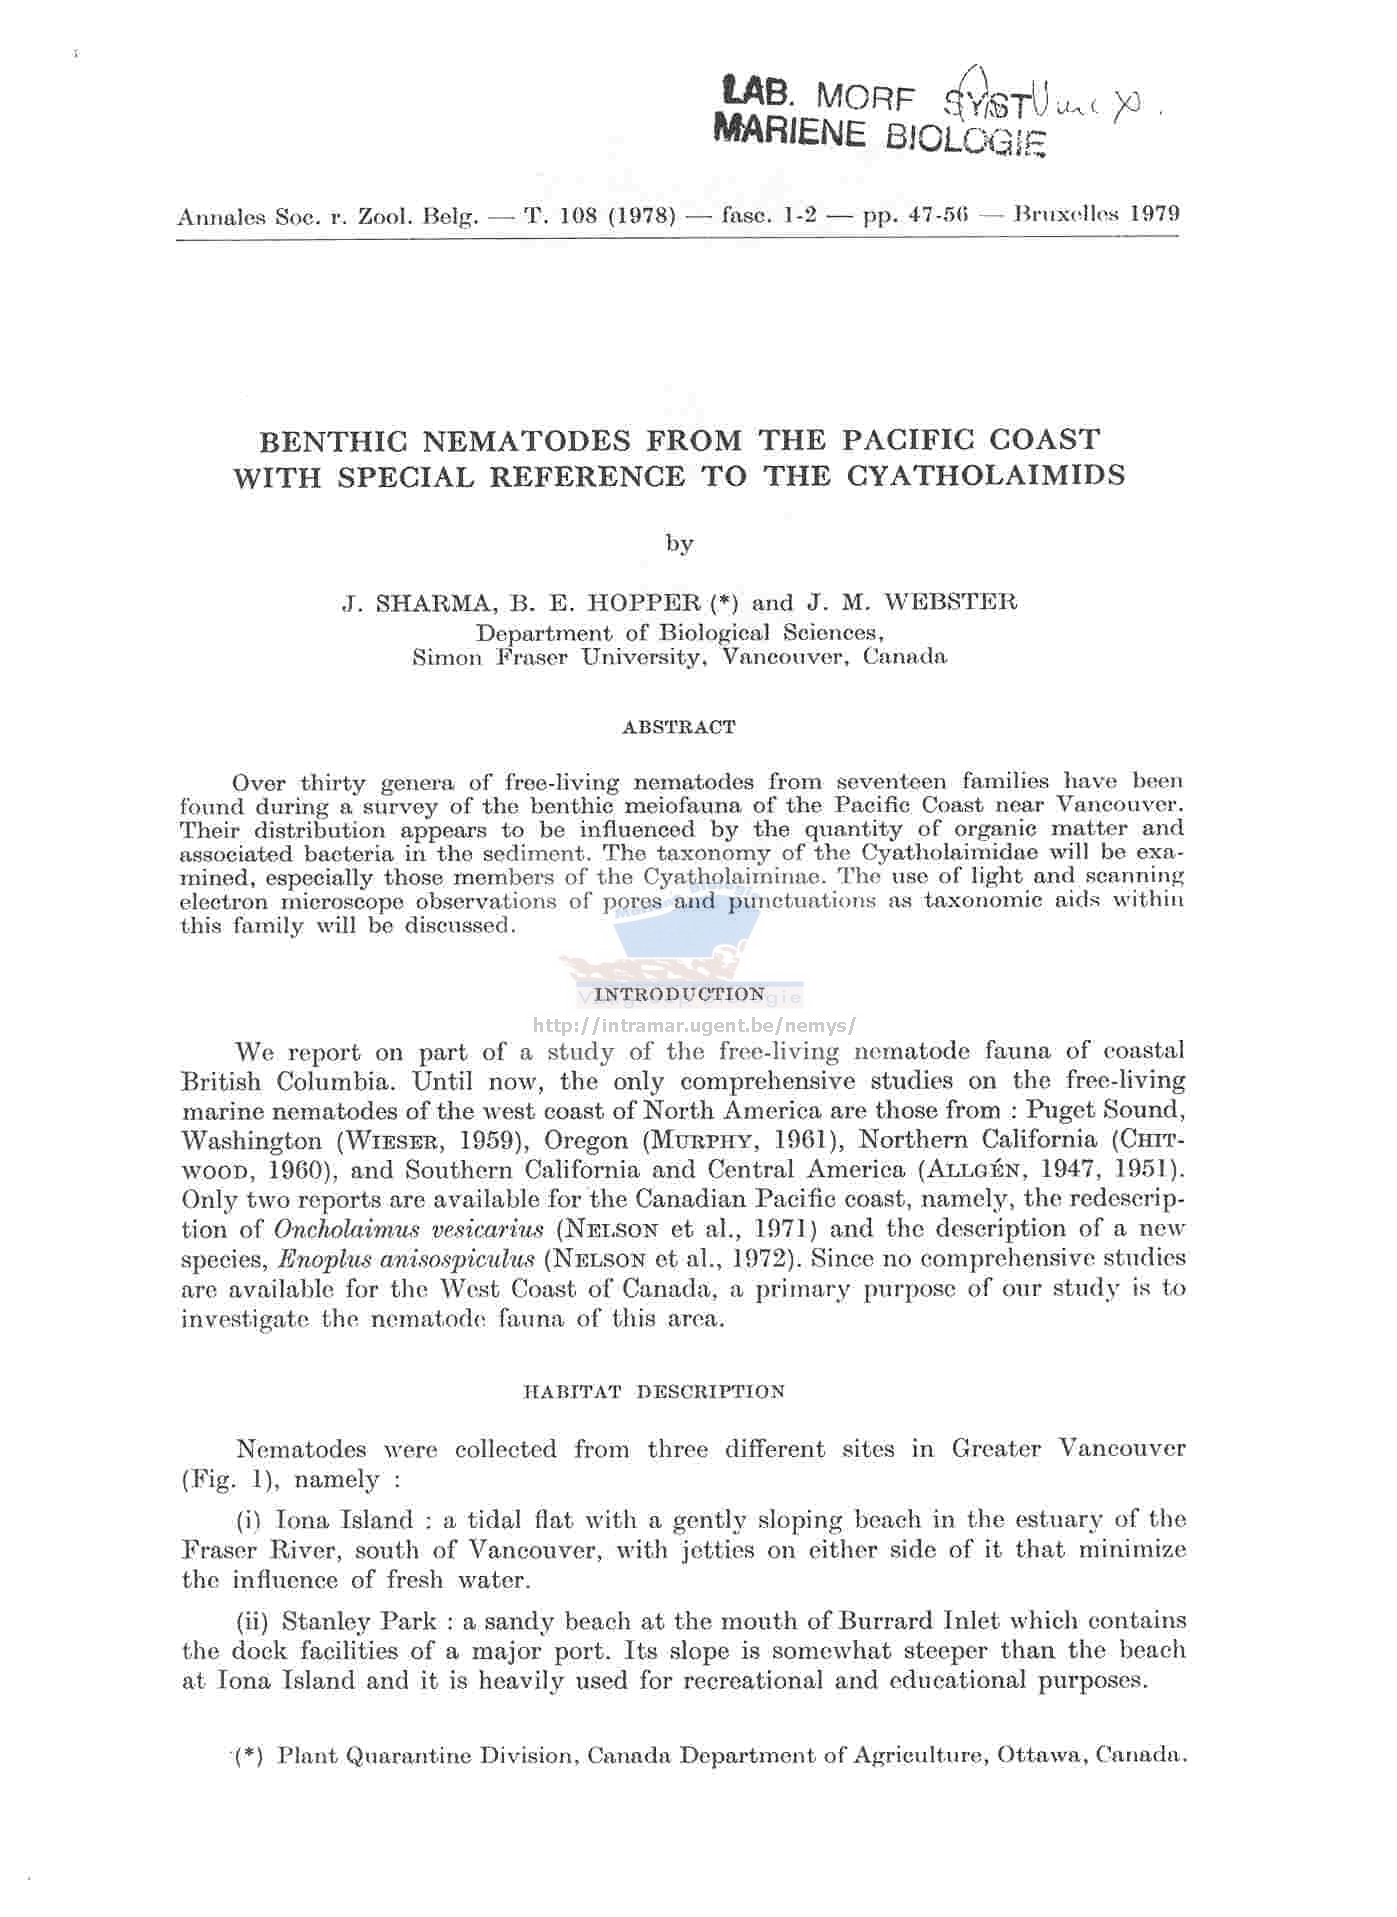 LAB. MORF SYST
MARIENE BIOLOGIE
Annales Soc. r. Zool. Belg. — T. 108 (1978) — fasc. 1-2 — pp. 47-56 — Bruxelles 1979
BENTHIC NEMATODES FROM THE PACIFIC COAST
WITH SPECIAL REFERENCE TO THE CYATHOLAIMIDS
by
J. SHARMA, B. E. HOPPER (*) and J. M. WEBSTER
Department of Biological Sciences,
Simon Fraser University, Vancouver, Canada
ABSTRACT
Over thirty genera of free-living nematodes from seventeen families have been
found during a survey of the benthic meiofauna of the Pacific Coast near Vancouver.
Their distribution appears to be influenced by the quantity of organic matter and
associated bacteria in the sediment. The taxonomy of the Cyatholaimidae will be exa-
mined, especially those members of the Cyatholaiminae. The use of light and scanning
electron microscope observations of pores and punctuations as taxonomic aids within
this family will be discussed.
INTRODUCTION
http://intramar.ugent.be/nemys/
We report on part of a study of the free-living nematode fauna of coastal
British Columbia. Until now, the only comprehensive studies on the free-living
marine nematodes of the west coast of North America are those from : Puget Sound,
Washington (WIESER, 1959), Oregon (MURPHY, 1961), Northern California (CHIT-
WOOD, 1960), and Southern California and Central America (ALLGÉN, 1947, 1951).
Only two reports are available for the Canadian Pacific coast, namely, the redescrip-
tion of Oncholaimus vesicarius (NELSON et al., 1971) and the description of a new
species, Enoplus anisospiculus (NELSON et al., 1972). Since no comprehensive studies
are available for the West Coast of Canada, a primary purpose of our study is to
investigate the nematode fauna of this area.
HABITAT DESCRIPTION
Nematodes were collected from three different sites in Greater Vancouver
(Fig. 1), namely :
(i) Iona Island : a tidal flat with a gently sloping beach in the estuary of the
Fraser River, south of Vancouver, with jetties on either side of it that minimize
the influence of fresh water.
(ii) Stanley Park : a sandy beach at the mouth of Burrard Inlet which contains
the dock facilities of a major port. Its slope is somewhat steeper than the beach
at Iona Island and it is heavily used for recreational and educational purposes.
(*) Plant Quarantine Division, Canada Department of Agriculture, Ottawa, Canada.